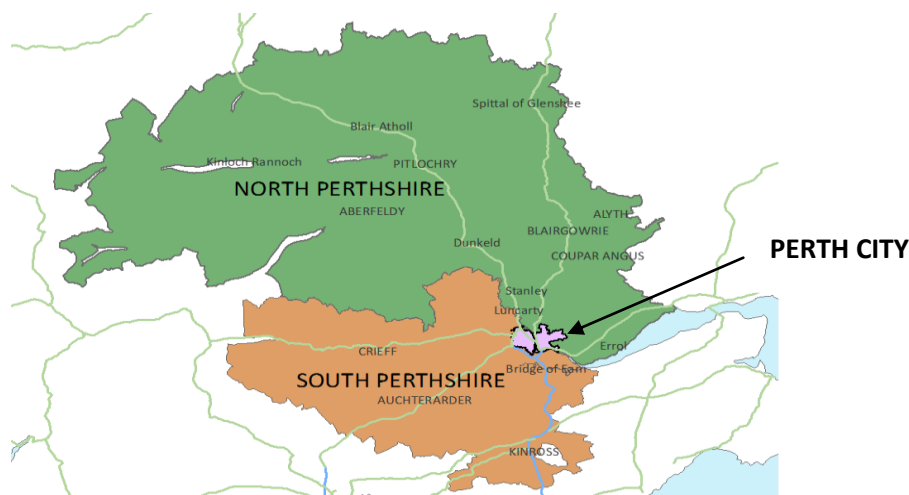 Spittal of Glenshee
Blair Atholl
Kinloch Rannoch
PITLOCHRY
NORTH PERTHSHIRE
ABERFELDY
ALYTH
BLAIRGOWRIE
Dunkeld
COUPAR ANGUS
PERTH CITY
Stanley
Luncarty
Errol
CRIEFF
Bridge of Earn
SOUTH PERTHSHIRE
AUCHTERARDER
KINROSS